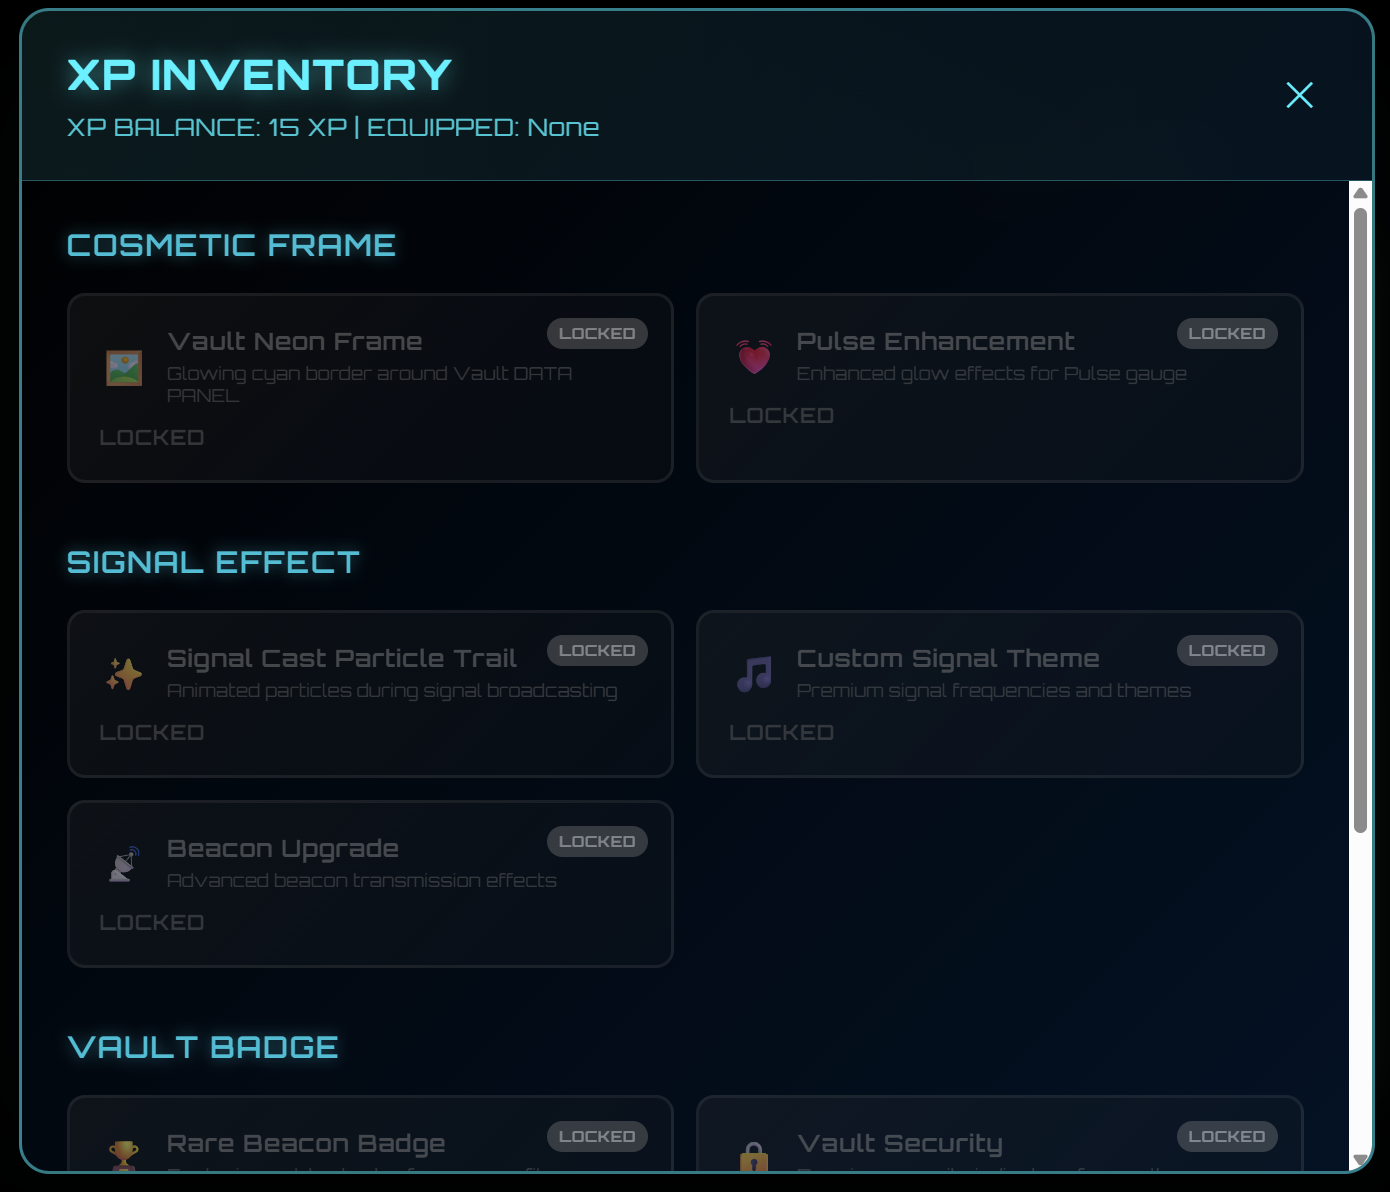 XP INVENTORY
XP BALANCE: 15 XP | EQUIPPED: None
COSMETIC FRAME
Vault Neon Frame
LOCKED
Glowing cyan border around Vault DATA
PANEL
LOCKED
Pulse Enhancement
LOCKED
Enhanced glow effects for Pulse gauge
LOCKED
SIGNAL EFFECT
Signal Cast Particle Trail
LOCKED
Animated particles during signal broadcasting
LOCKED
Custom Signal Theme
LOCKED
Premium signal frequencies and themes
LOCKED
Beacon Upgrade
LOCKED
Advanced beacon transmission effects
LOCKED
VAULT BADGE
Rare Beacon Badge
LOCKED
Vault Security
LOCKED